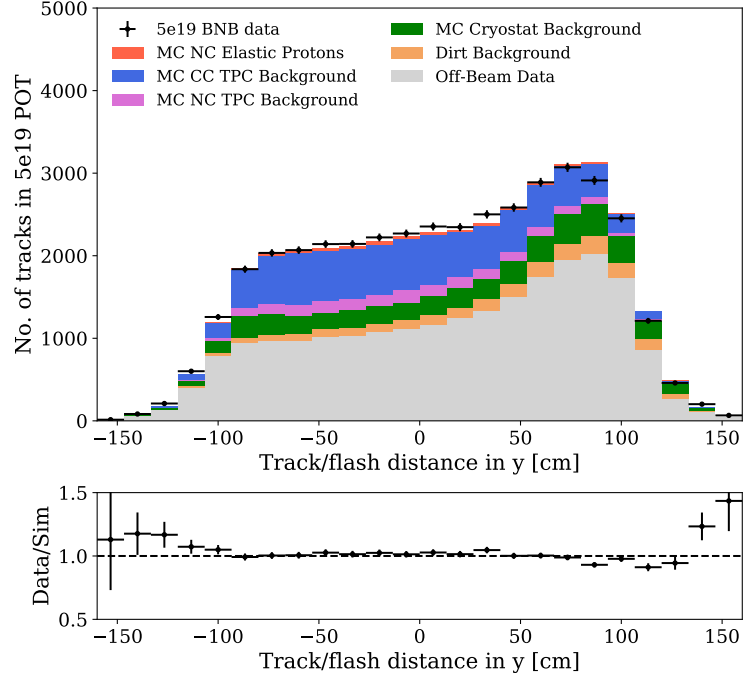 5000
4000
3000
2000
1000
0
No. of tracks in 5e19 POT
5e19 BNB data
MC NC Elastic Protons
MC CC TPC Background
MC NC TPC Background
MC Cryostat Background
Dirt Background
Off-Beam Data
−150 −100 −50 0 50 100 150
Track/flash distance in y [cm]
1.5
1.0
0.5
Data/Sim
−150 −100 −50 0 50 100 150
Track/flash distance in y [cm]